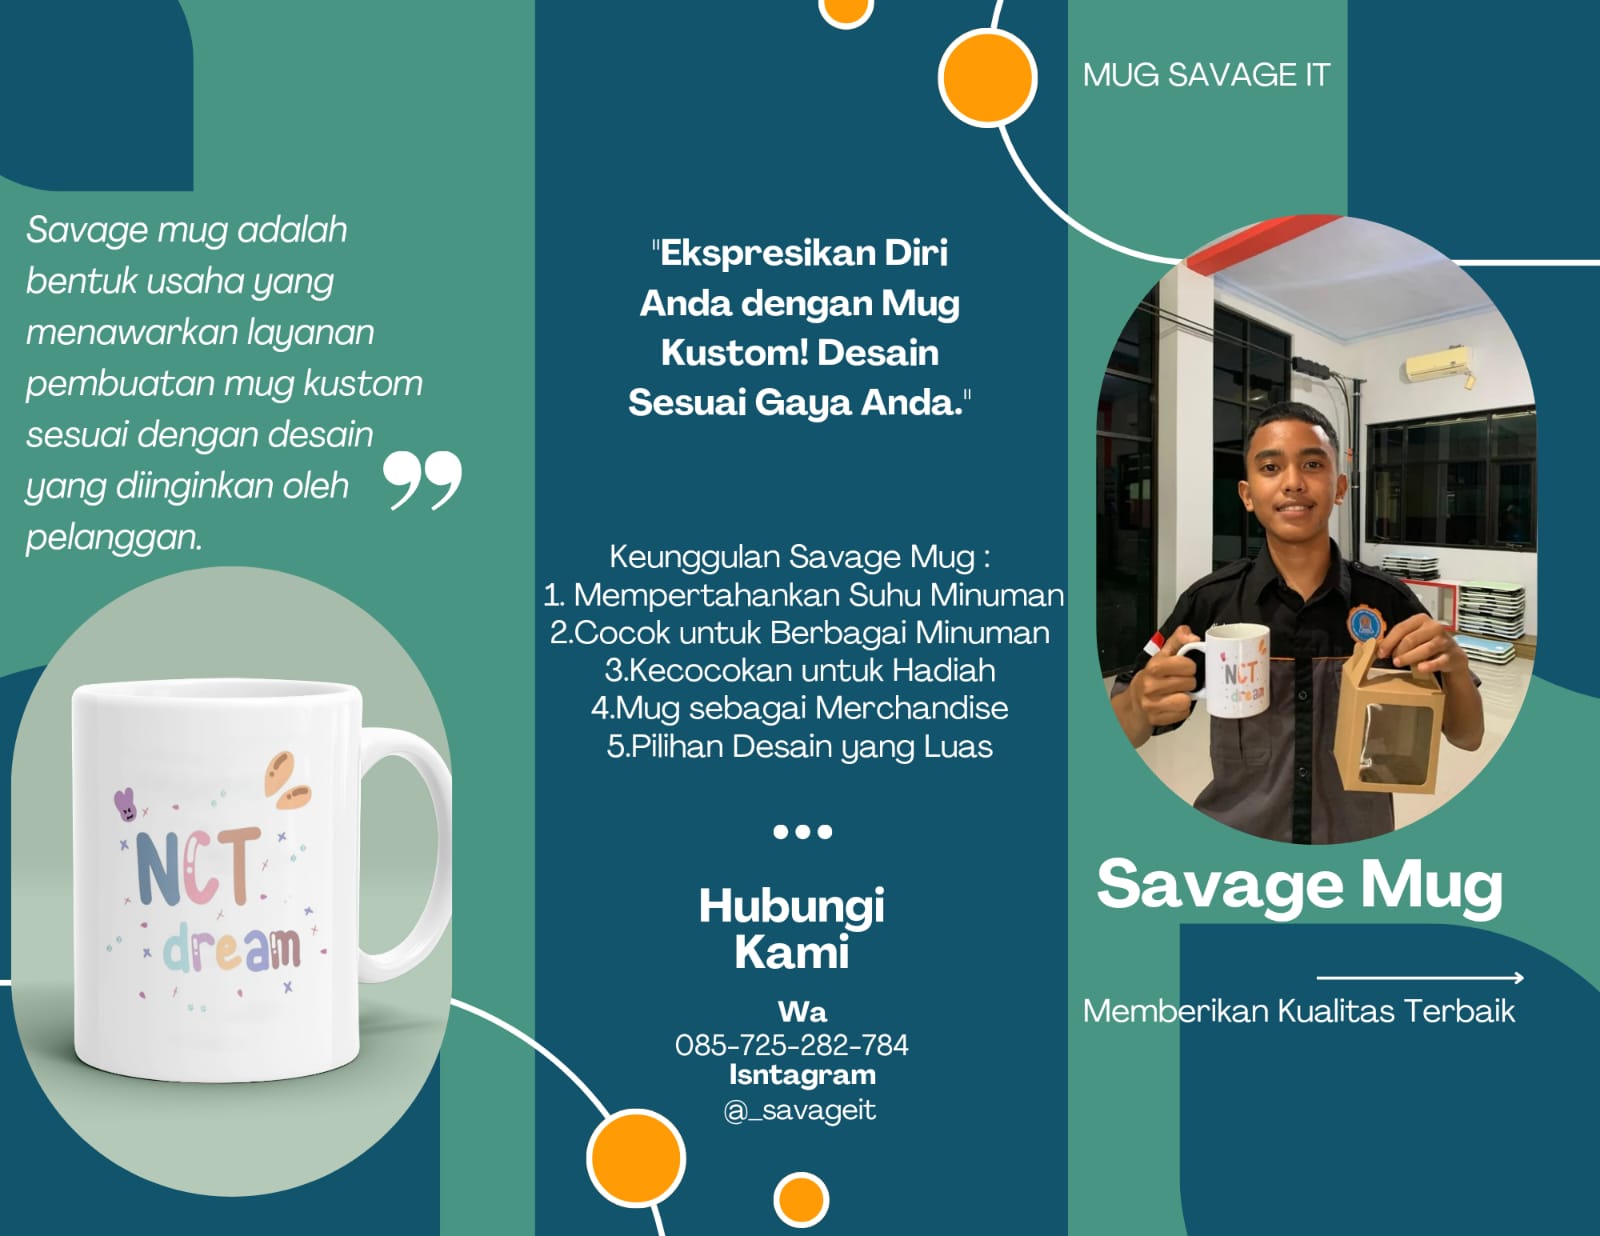 Savage mug adalah
bentuk usaha yang
menawarkan layanan
pembuatan mug kustom
sesuai dengan desain
yang diinginkan oleh
pelanggan.
”
NCT
dream
"Ekspresikan Diri
Anda dengan Mug
Kustom! Desain
Sesuai Gaya Anda."
Keunggulan Savage Mug :
1. Mempertahankan Suhu Minuman
2.Cocok untuk Berbagai Minuman
3.Kecocokan untuk Hadiah
4.Mug sebagai Merchandise
5.Pilihan Desain yang Luas
Hubungi
Kami
Wa
085-725-282-784
Isntagram
@_savageit
MUG SAVAGE IT
NCT
dream
Savage Mug
Memberikan Kualitas Terbaik